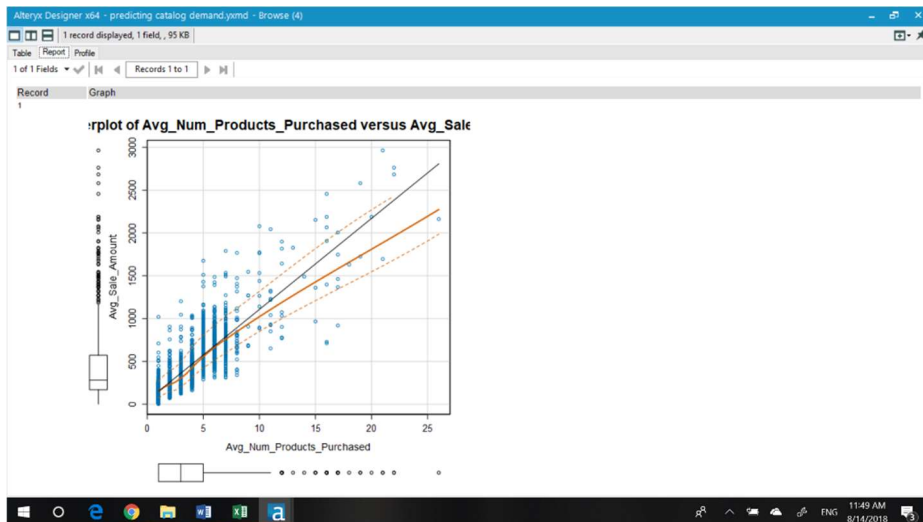 Alteryx Designer x64 - predicting catalog demand.yxmd - Browse (4)
1 record displayed, 1 field, , 95 KB
Table Report Profile
1 of 1 Fields Records 1 to 1
Record Graph
1
erplot of Avg_Num_Products_Purchased versus Avg_Sale
3000
2500
2000
1500
1000
500
0
Avg_Sale_Amount
0 5 10 15 20 25
Avg_Num_Products_Purchased
ENG
11:49 AM
8/14/2018